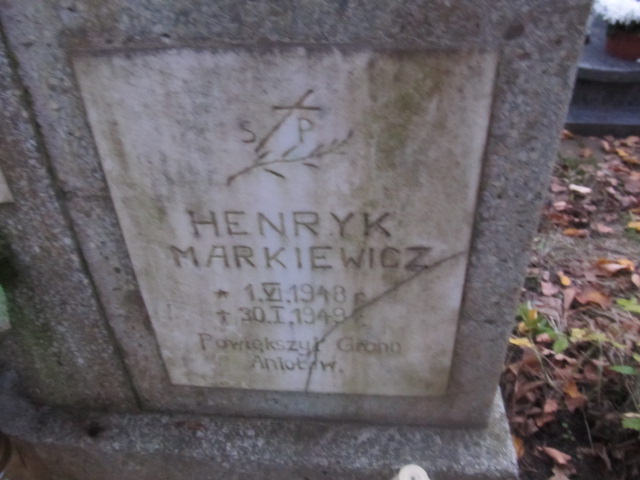 S P
HENRYK
MARKIEWICZ
* 1.VI.1948 r.
+ 30.I.1949 r.
Powiększył Grono
Aniołów.